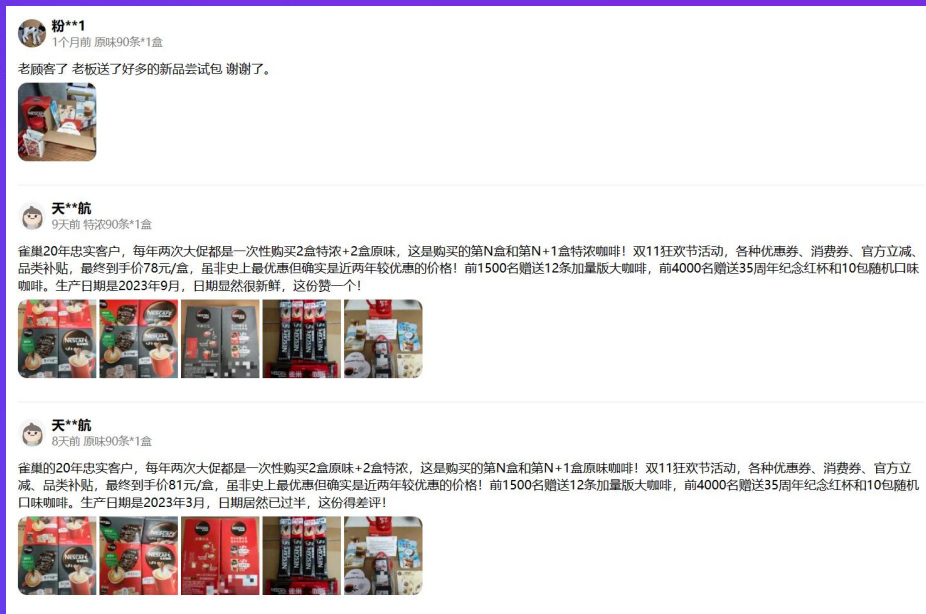 粉**1
1个月前 原味90条*1盒
老顾客了 老板送了好多的新品尝试包 谢谢了。
天**航
9天前 特浓90条*1盒
雀巢20年忠实客户，每年两次大促都是一次性购买2盒特浓+2盒原味，这是购买的第N盒和第N+1盒特浓咖啡！双11狂欢节活动，各种优惠券、消费券、官方立减、
品类补贴，最终到手价78元/盒，虽非史上最优惠但确实是近两年较优惠的价格！前1500名赠送12条加量版大咖啡，前4000名赠送35周年纪念红杯和10包随机口味
咖啡。生产日期是2023年9月，日期显然很新鲜，这份赞一个！
NESCAFE
NESCAFE
天**航
8天前 原味90条*1盒
雀巢的20年忠实客户，每年两次大促都是一次性购买2盒原味+2盒特浓，这是购买的第N盒和第N+1盒原味咖啡！双11狂欢节活动，各种优惠券、消费券、官方立
减、品类补贴，最终到手价81元/盒，虽非史上最优惠但确实是近两年较优惠的价格！前1500名赠送12条加量版大咖啡，前4000名赠送35周年纪念红杯和10包随机
口味咖啡。生产日期是2023年3月，日期居然已过半，这份得差评！
NESCAFE
NESCAFE